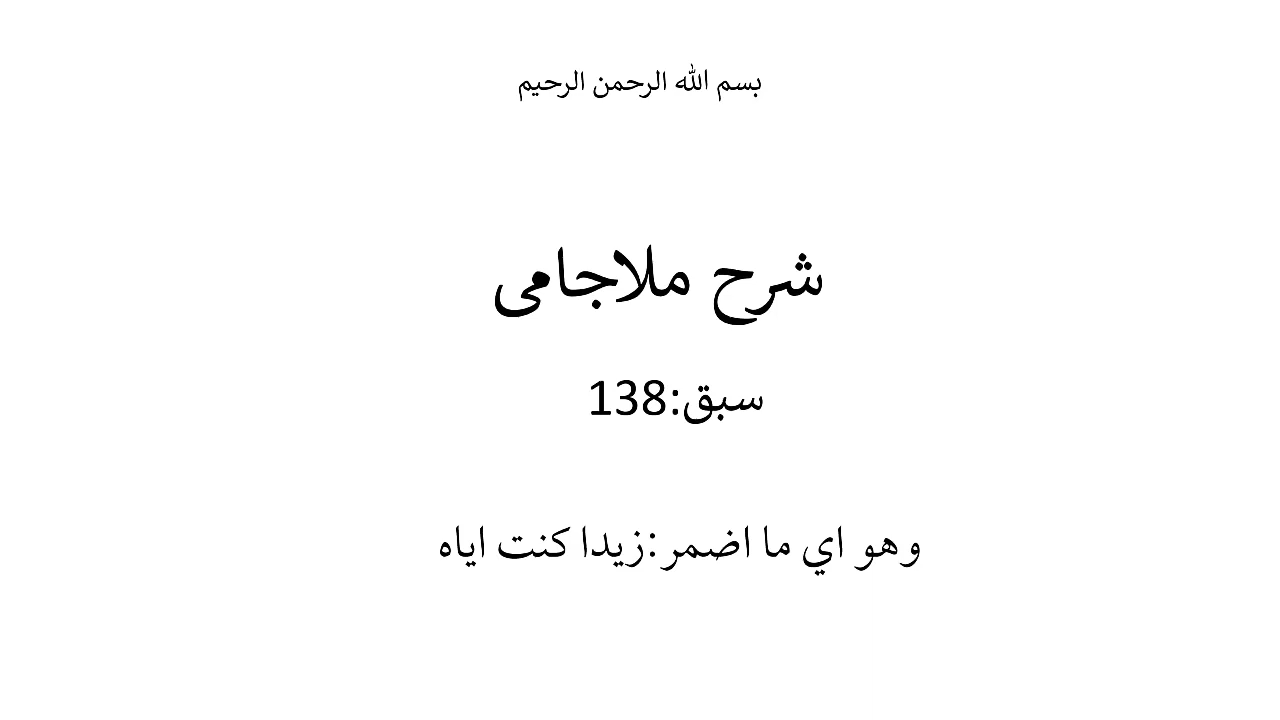 بسم الله الرحمن الرحيم
شرح ملاجامی
سبق:138
وهو اي ما اضمر:زيدا كنت اياه